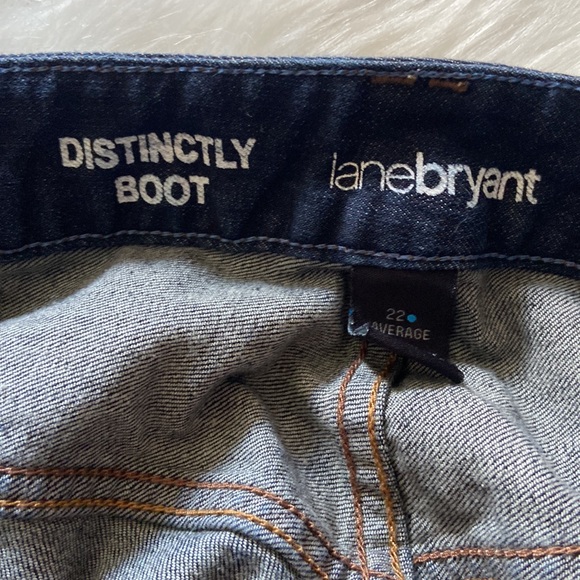 DISTINCTLY
BOOT
lanebryant
22
AVERAGE